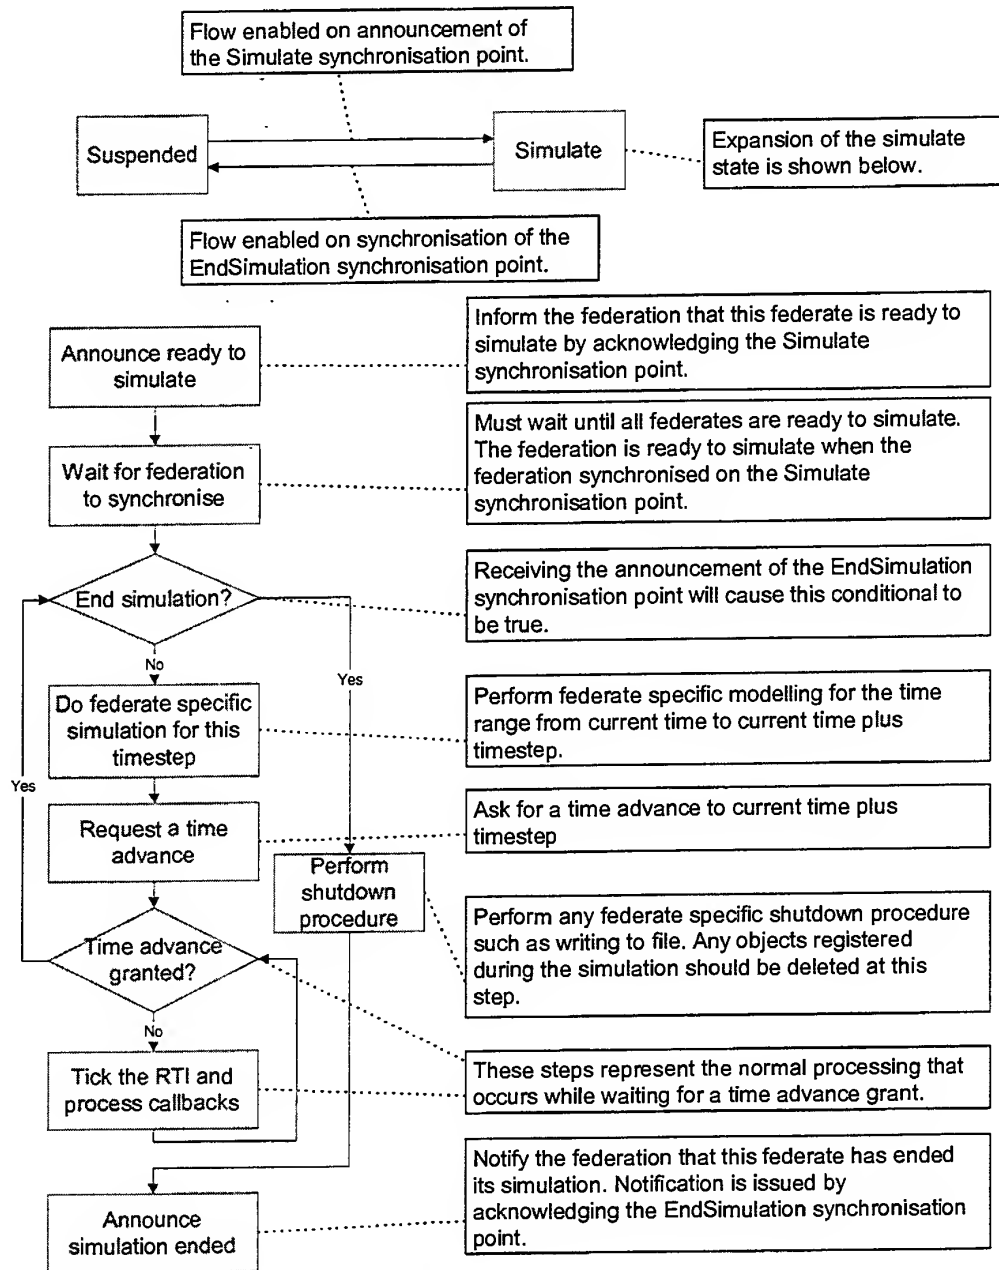 Flow enabled on announcement of
the Simulate synchronisation point.
Suspended
Simulate
Expansion of the simulate
state is shown below.
Flow enabled on synchronisation of the
EndSimulation synchronisation point.
Announce ready to
simulate
Inform the federation that this federate is ready to
simulate by acknowledging the Simulate
synchronisation point.
Wait for federation
to synchronise
Must wait until all federates are ready to simulate.
The federation is ready to simulate when the
federation synchronised on the Simulate
synchronisation point.
End simulation?
Receiving the announcement of the EndSimulation
synchronisation point will cause this conditional to
be true.
No
Yes
Do federate specific
simulation for this
timestep
Perform federate specific modelling for the time
range from current time to current time plus
timestep.
Yes
Request a time
advance
Ask for a time advance to current time plus
timestep
Perform
shutdown
procedure
Perform any federate specific shutdown procedure
such as writing to file. Any objects registered
during the simulation should be deleted at this
step.
Time advance
granted?
No
Tick the RTI and
process callbacks
These steps represent the normal processing that
occurs while waiting for a time advance grant.
Announce
simulation ended
Notify the federation that this federate has ended
its simulation. Notification is issued by
acknowledging the EndSimulation synchronisation
point.